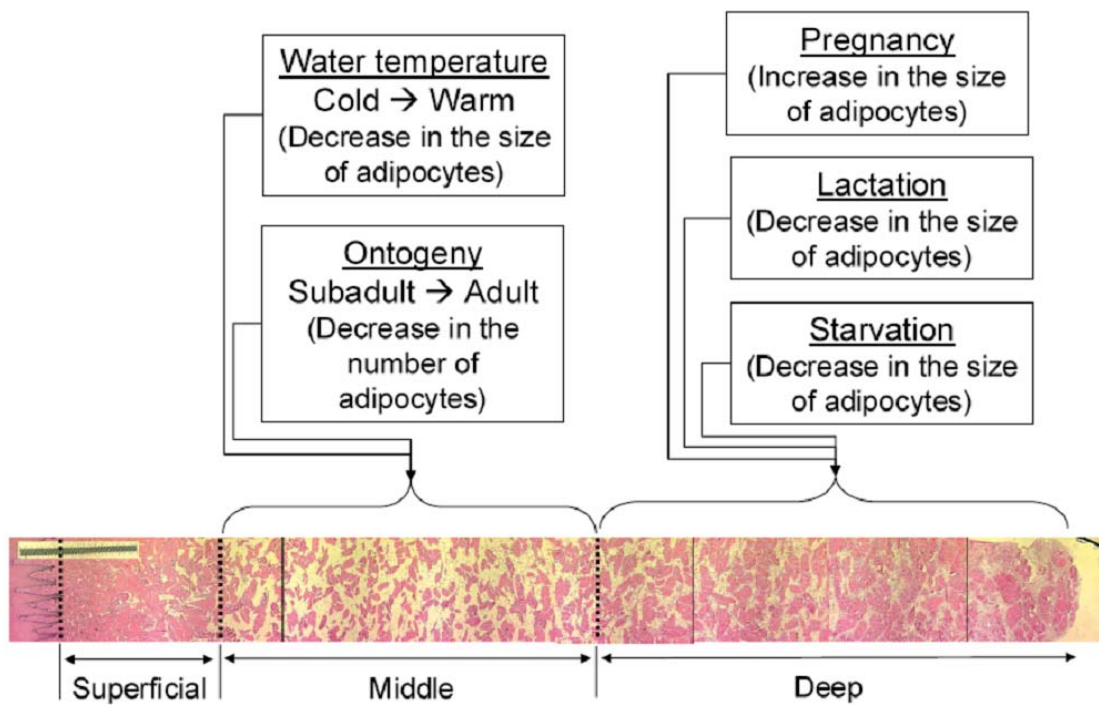 Water temperature
Cold → Warm
(Decrease in the size
of adipocytes)
Ontogeny
Subadult → Adult
(Decrease in the
number of
adipocytes)
Pregnancy
(Increase in the size
of adipocytes)
Lactation
(Decrease in the size
of adipocytes)
Starvation
(Decrease in the size
of adipocytes)
Superficial
Middle
Deep